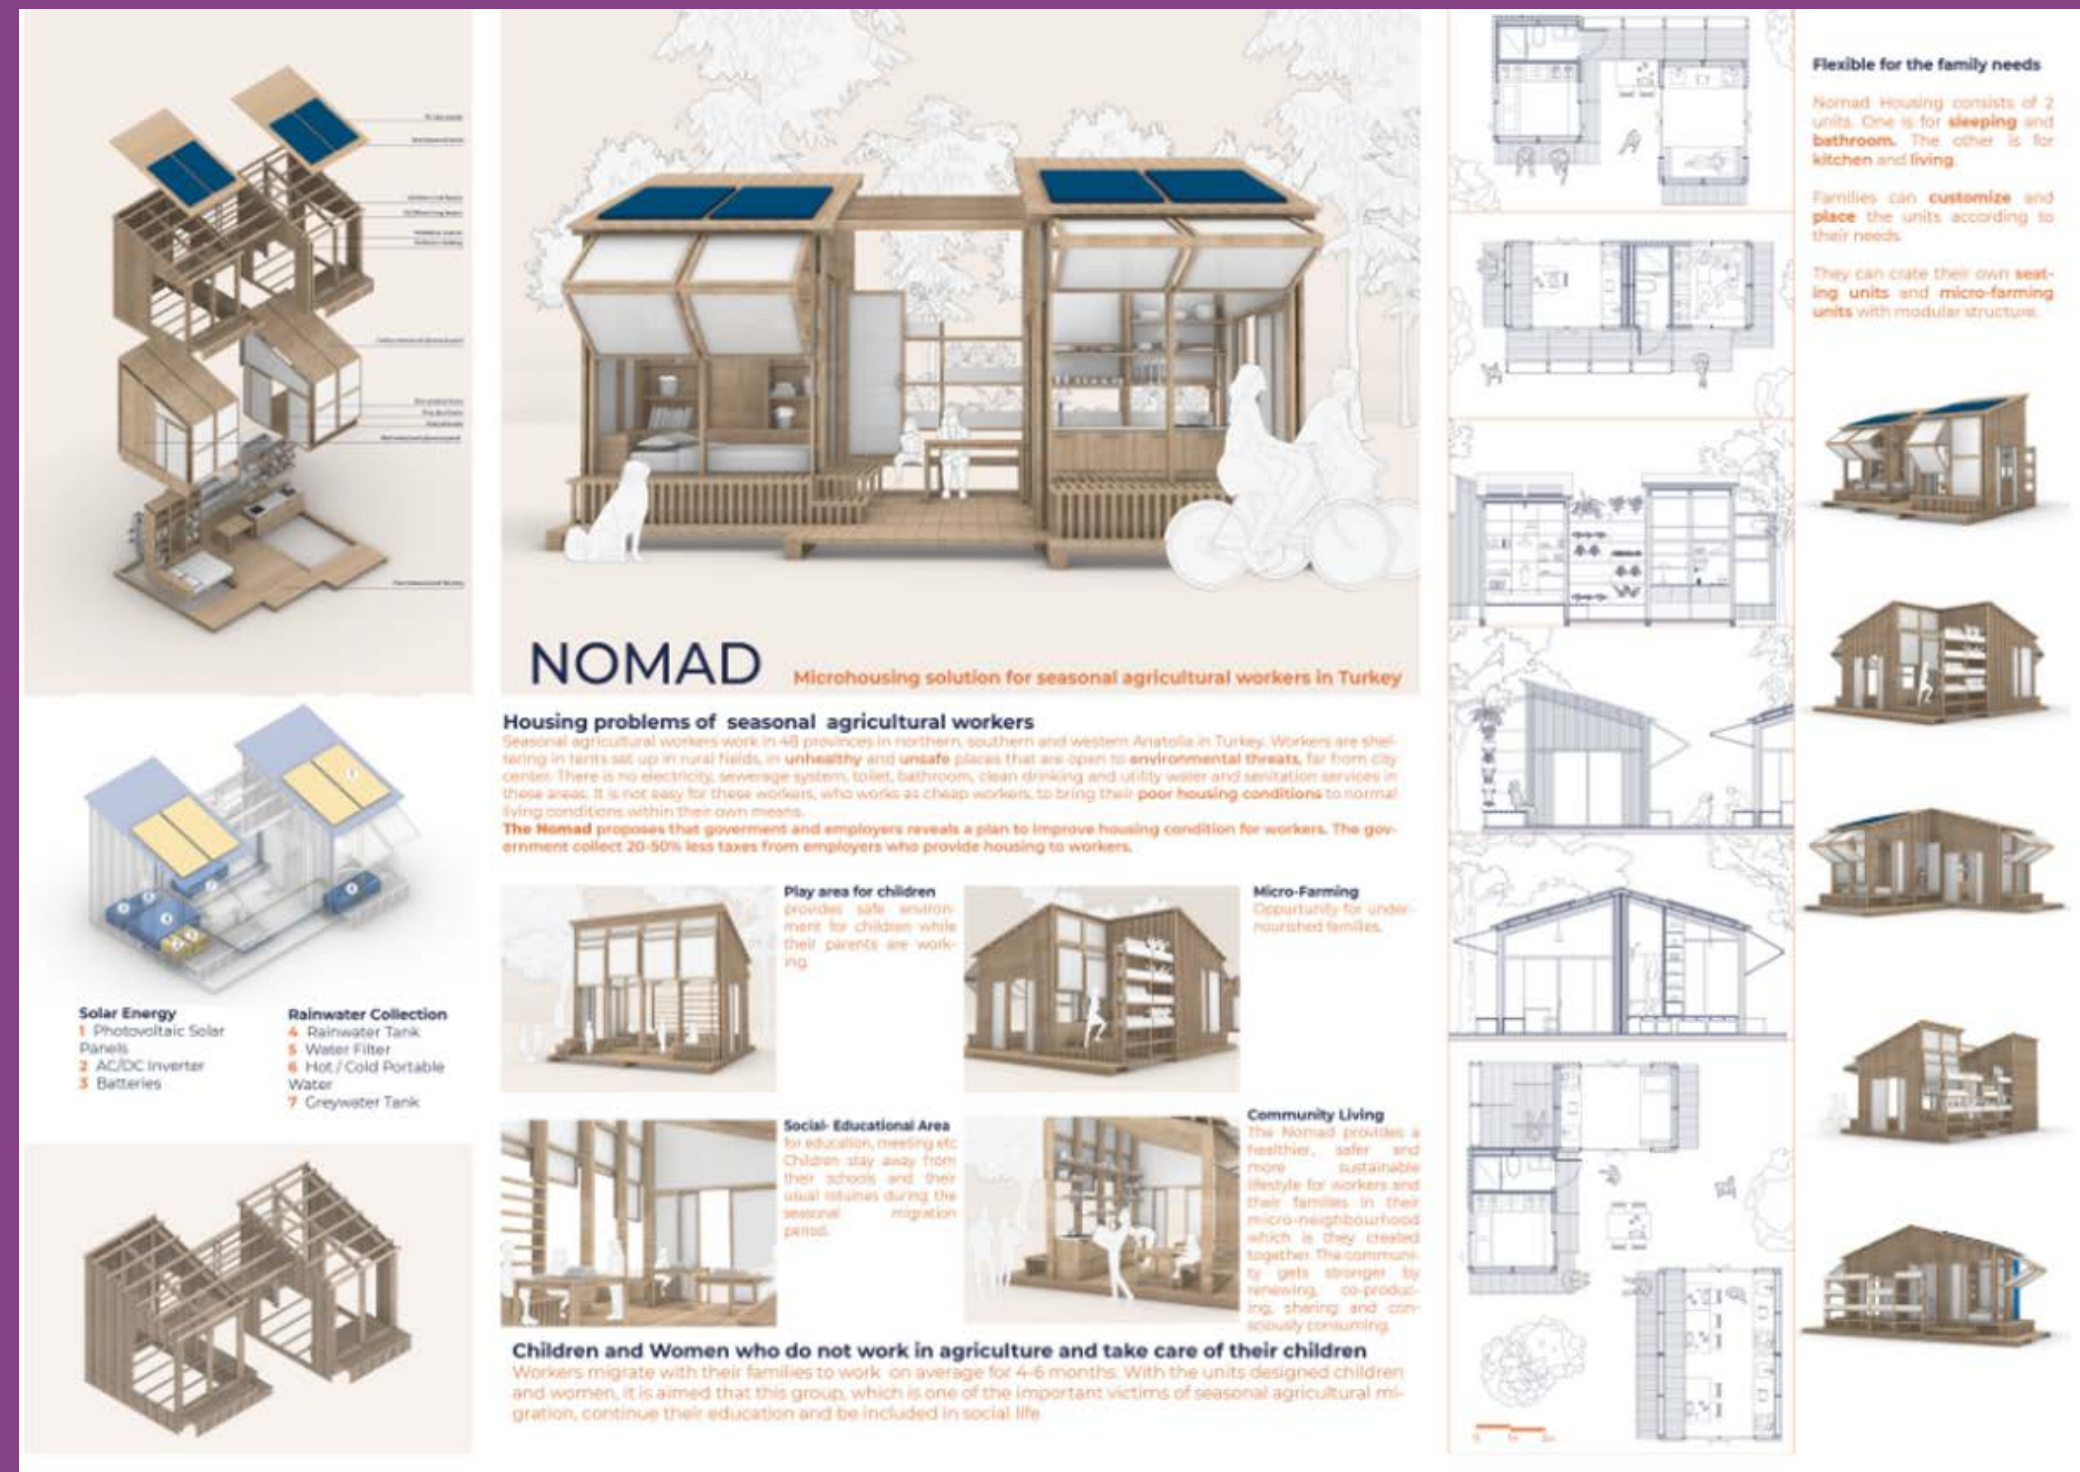 NOMAD
Microhousing solution for seasonal agricultural workers in Turkey
Housing problems of seasonal agricultural workers
Seasonal agricultural workers work in 48 provinces in northern, southern and western Anatolia in Turkey. Workers are shel-
tering in tents sat up in rural fields, in unhealthy and unsafe places that are open to environmental threats, far from city
center. There is no electricity, sewerage system, toilet, bathroom, clean drinking and utility water and senitation services in
these areas. It is not easy for these workers, who works as cheap workers, to bring their poor housing conditions to normal
living conditions within their own means.
The Nomad proposes that goverment and employers reveals a plan to improve housing condition for workers. The gov-
ernment collect 20-50% less taxes from employers who provide housing to workers.
Solar Energy
1 Photovoltaic Solar
Panels
2 AC/DC Inverter
3 Batteries
Rainwater Collection
4 Rainwater Tank
5 Water Filter
6 Hot / Cold Portable
Water
7 Greywater Tank
Play area for children
provides safe environ-
ment for children while
their parents are work-
ing.
Micro-Farming
Oppurtunity for under-
nourished families.
Social- Educational Area
for education, meeting etc
Children stay away from
their schools and their
usual during the
seasonal migration
period.
Community Living
The Nomad provides a
healthier, safer and
more sustainable
lifestyle for workers and
their families in their
micro-neighbourhood
which is they created
together. The communi-
ty gets stronger by
renewing, co-produc-
ing, sharing and con-
sciously consuming.
Children and Women who do not work in agriculture and take care of their children
Workers migrate with their families to work on average for 4-6 months. With the units designed children
and women, it is aimed that this group, which is one of the important victims of seasonal agricultural mi-
gration, continue their education and be included in social life
Flexible for the family needs
Nomad Housing consists of 2
units. One is for sleeping and
bathroom. The other is for
kitchen and living.
Families can customize and
place the units according to
their needs.
They can crate their own seat-
ing units and micro-farming
units with modular structure.